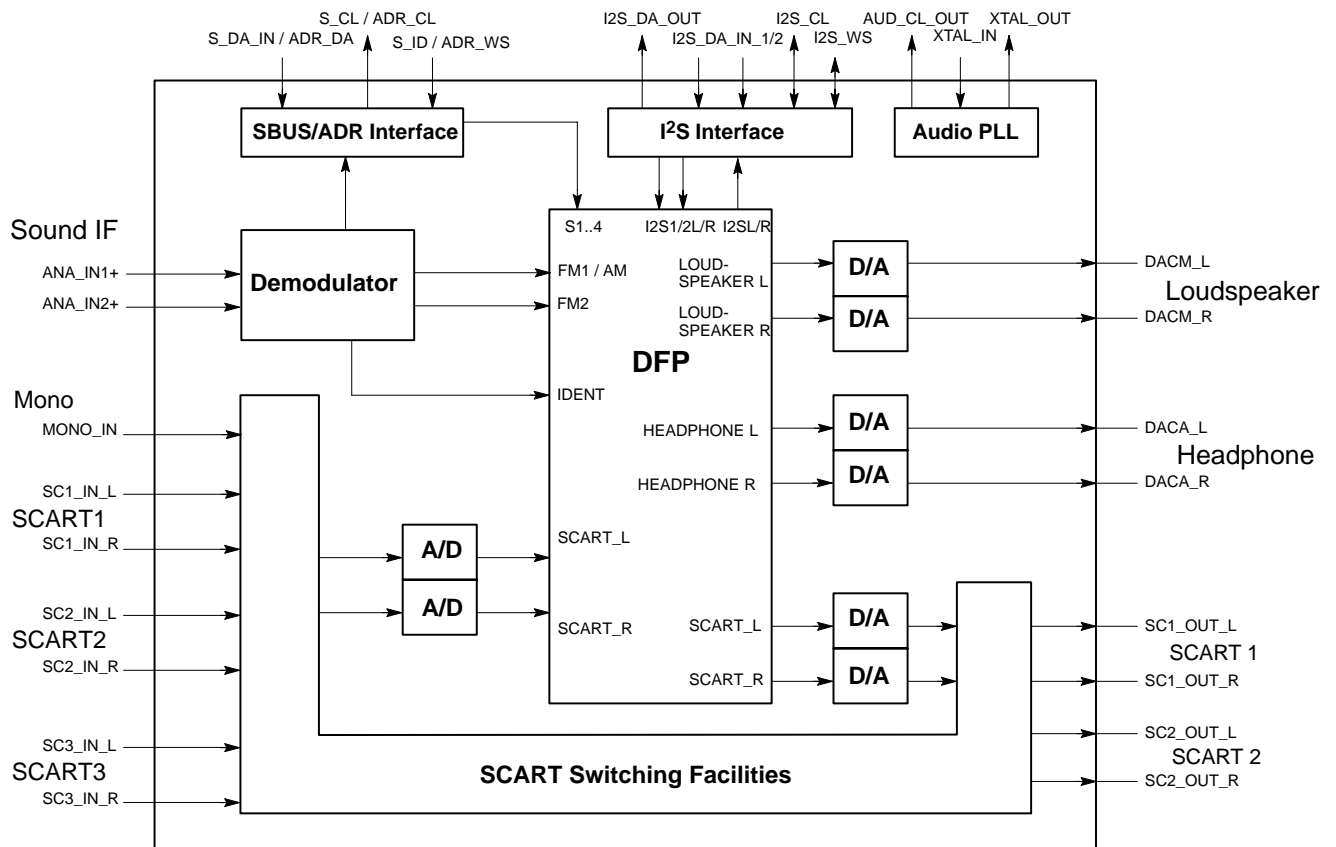 S_CL / ADR_CL
S_DA_IN / ADR_DA
S_ID / ADR_WS
I2S_DA_OUT
I2S_DA_IN_1/2
I2S_CL
I2S_WS
AUD_CL_OUT
XTAL_OUT
XTAL_IN
SBUS/ADR Interface
I²S Interface
Audio PLL
Sound IF
ANA_IN1+
ANA_IN2+
Demodulator
S1..4
I2S1/2L/R
I2SL/R
FM1 / AM
FM2
LOUD-
SPEAKER L
LOUD-
SPEAKER R
DFP
IDENT
D/A
D/A
DACM_L
Loudspeaker
DACM_R
Mono
MONO_IN
HEADPHONE L
HEADPHONE R
D/A
D/A
DACA_L
Headphone
DACA_R
SC1_IN_L
SCART1
SC1_IN_R
A/D
A/D
SCART_L
SCART_R
SC2_IN_L
SCART2
SC2_IN_R
SCART_L
SCART_R
D/A
D/A
SC1_OUT_L
SCART 1
SC1_OUT_R
SC3_IN_L
SCART3
SC3_IN_R
SCART Switching Facilities
SC2_OUT_L
SCART 2
SC2_OUT_R